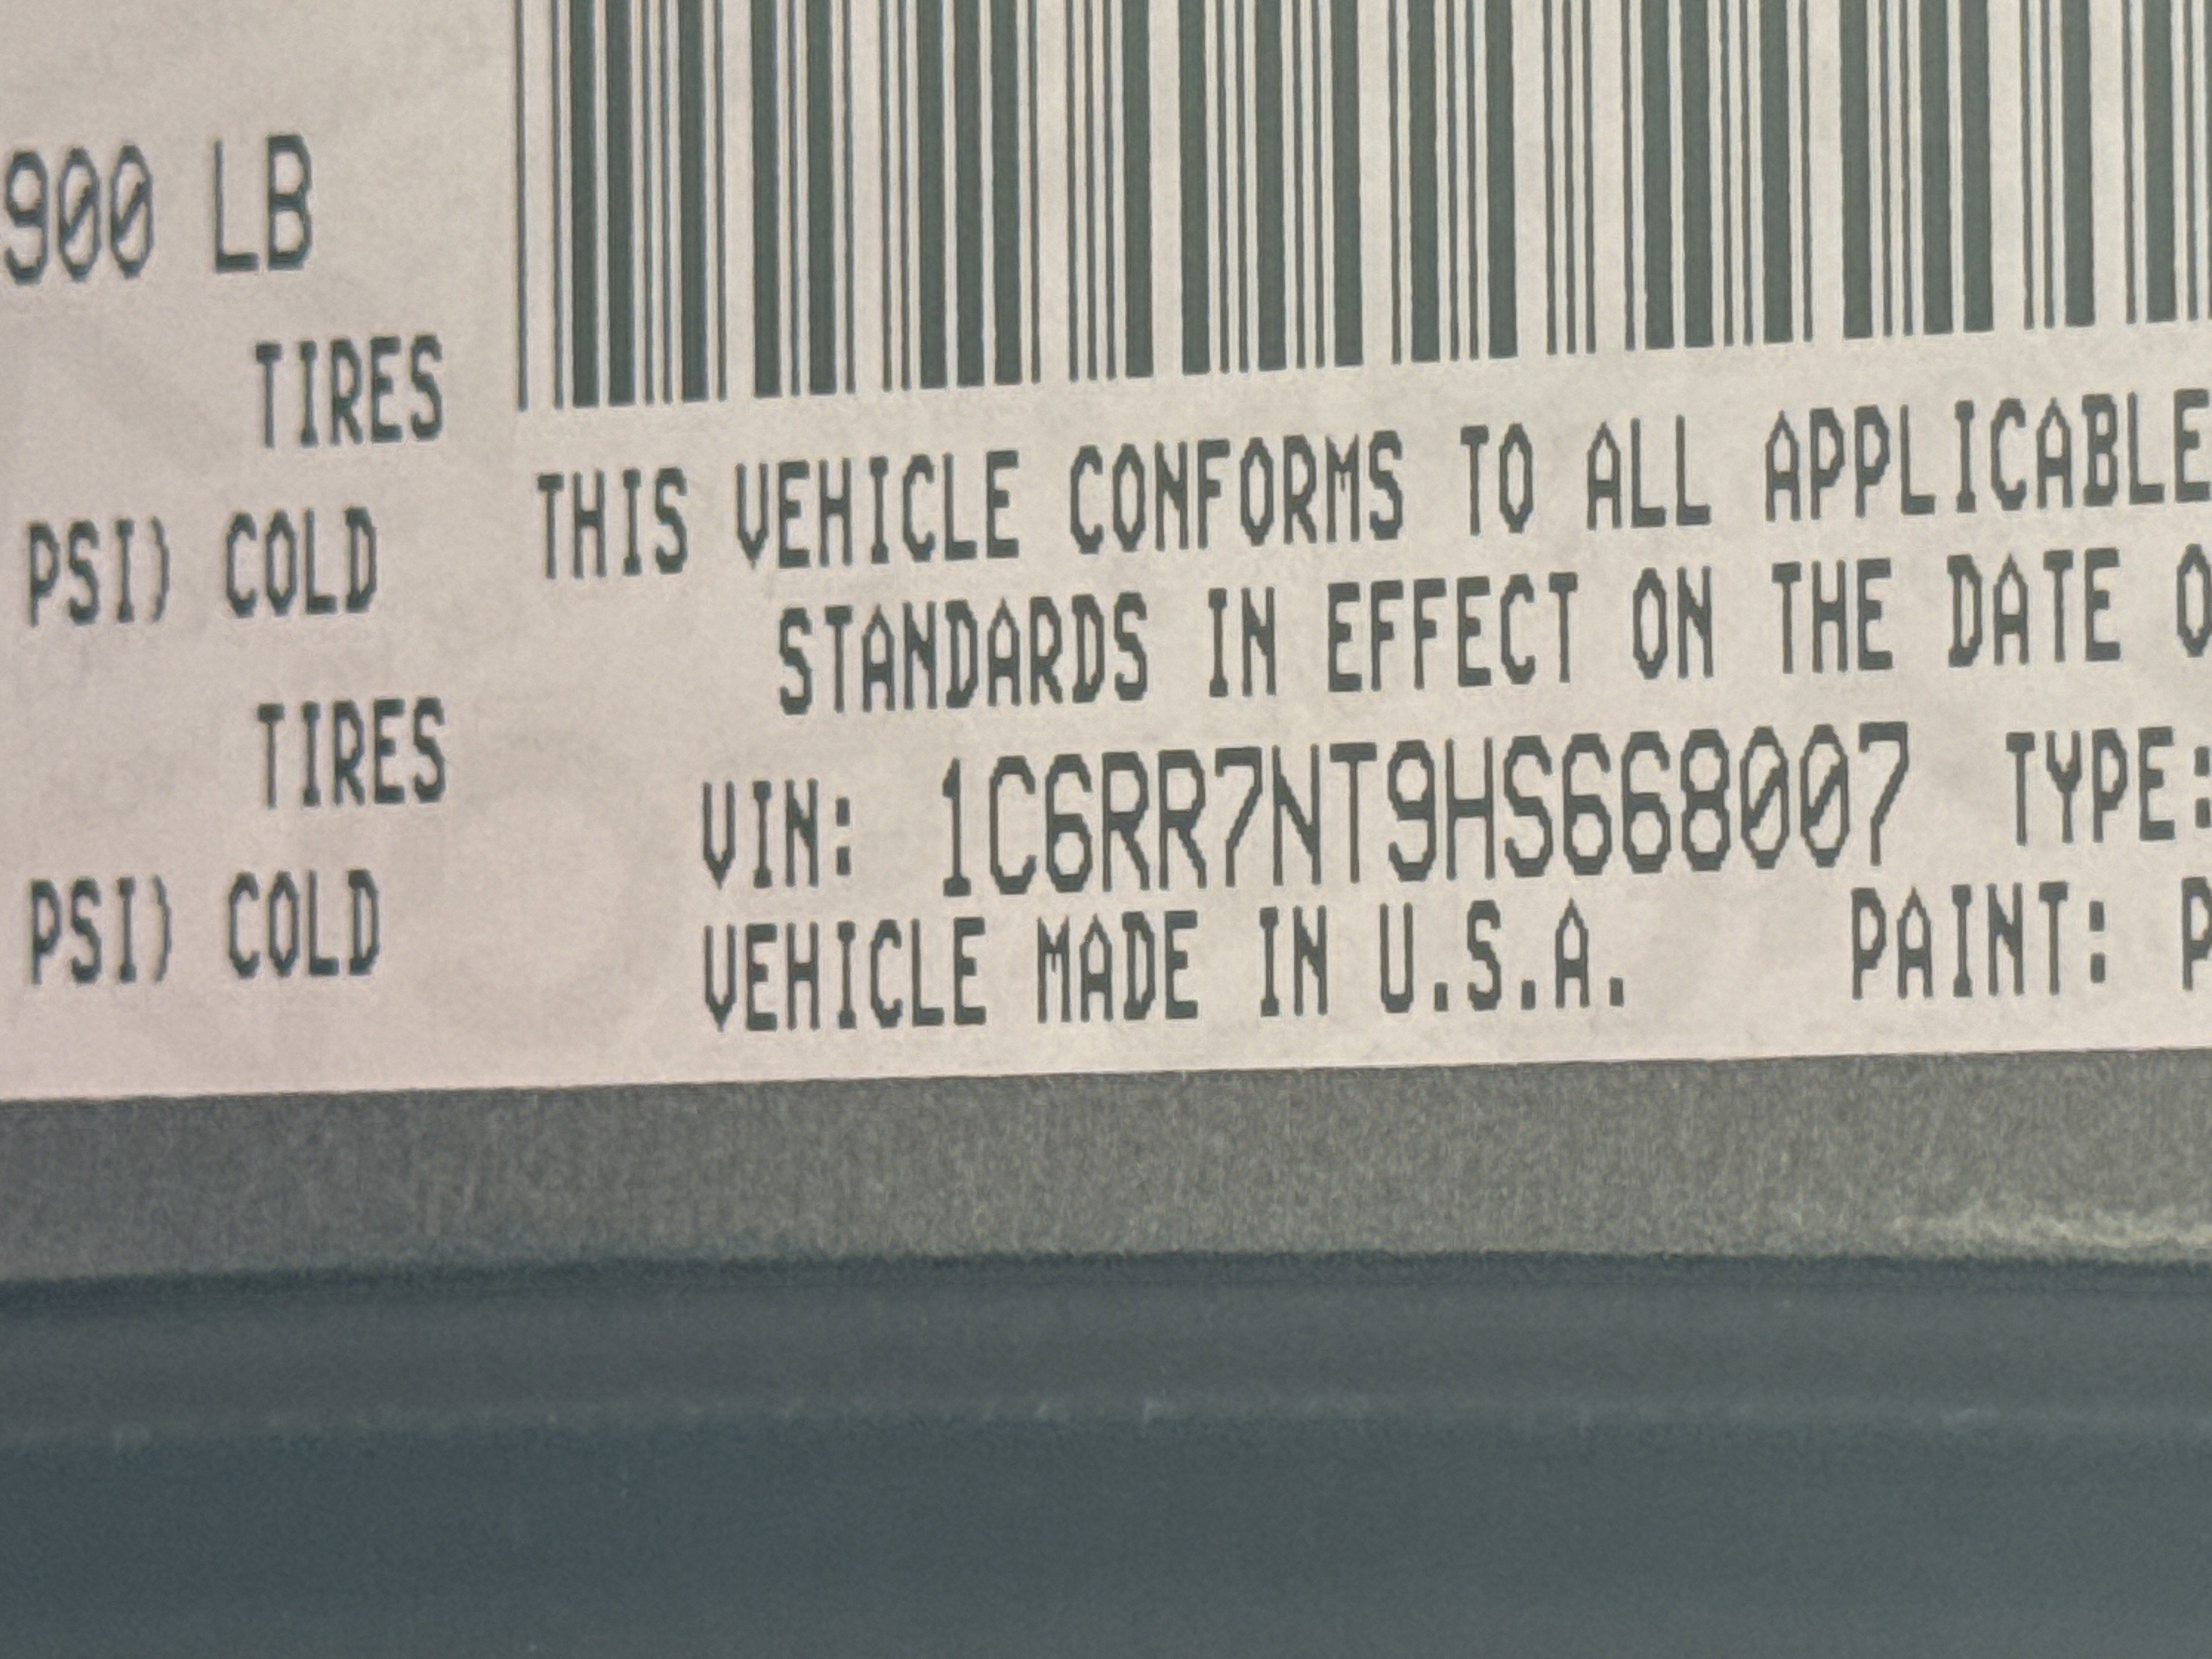 900 LB
TIRES
PSI) COLD
TIRES
PSI) COLD
THIS VEHICLE CONFORMS TO ALL APPLICABLE
STANDARDS IN EFFECT ON THE DATE O
VIN: 1C6RR7NT9HS668007 TYPE:
VEHICLE MADE IN U.S.A. PAINT: P